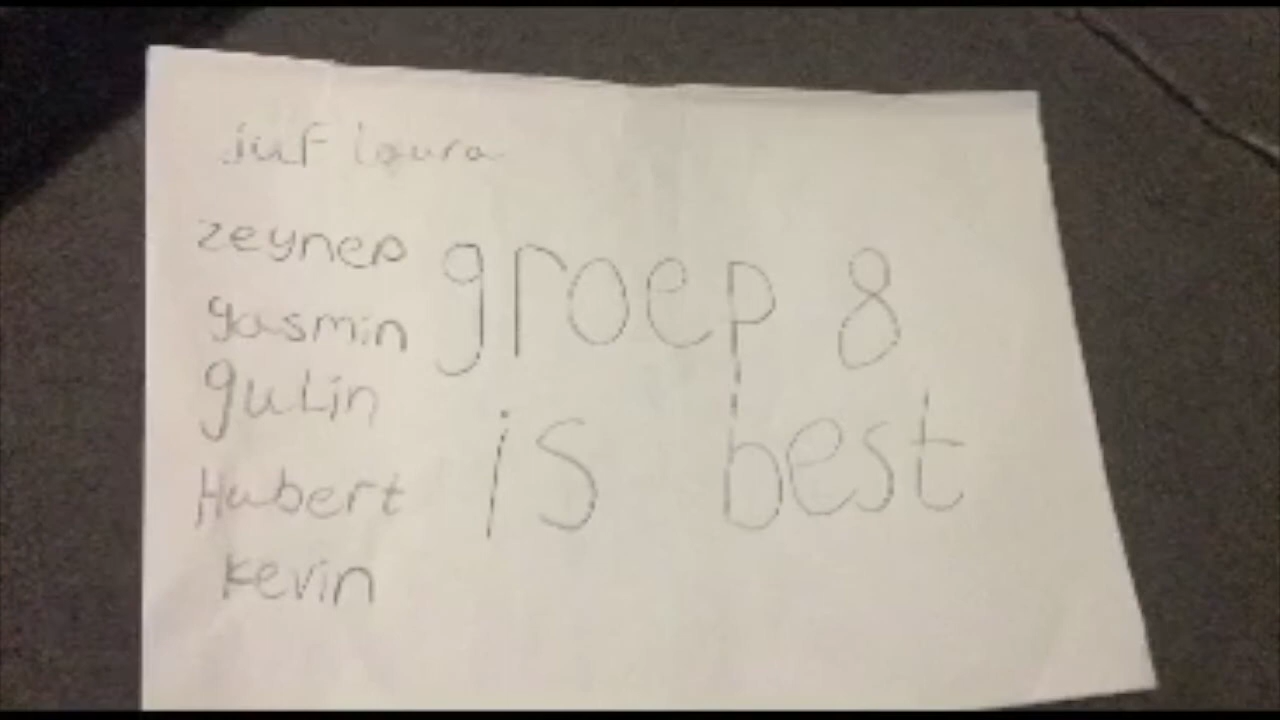 juf laura
zeynep
yasmin
gulin
Hubert
kevin
groep 8
is best